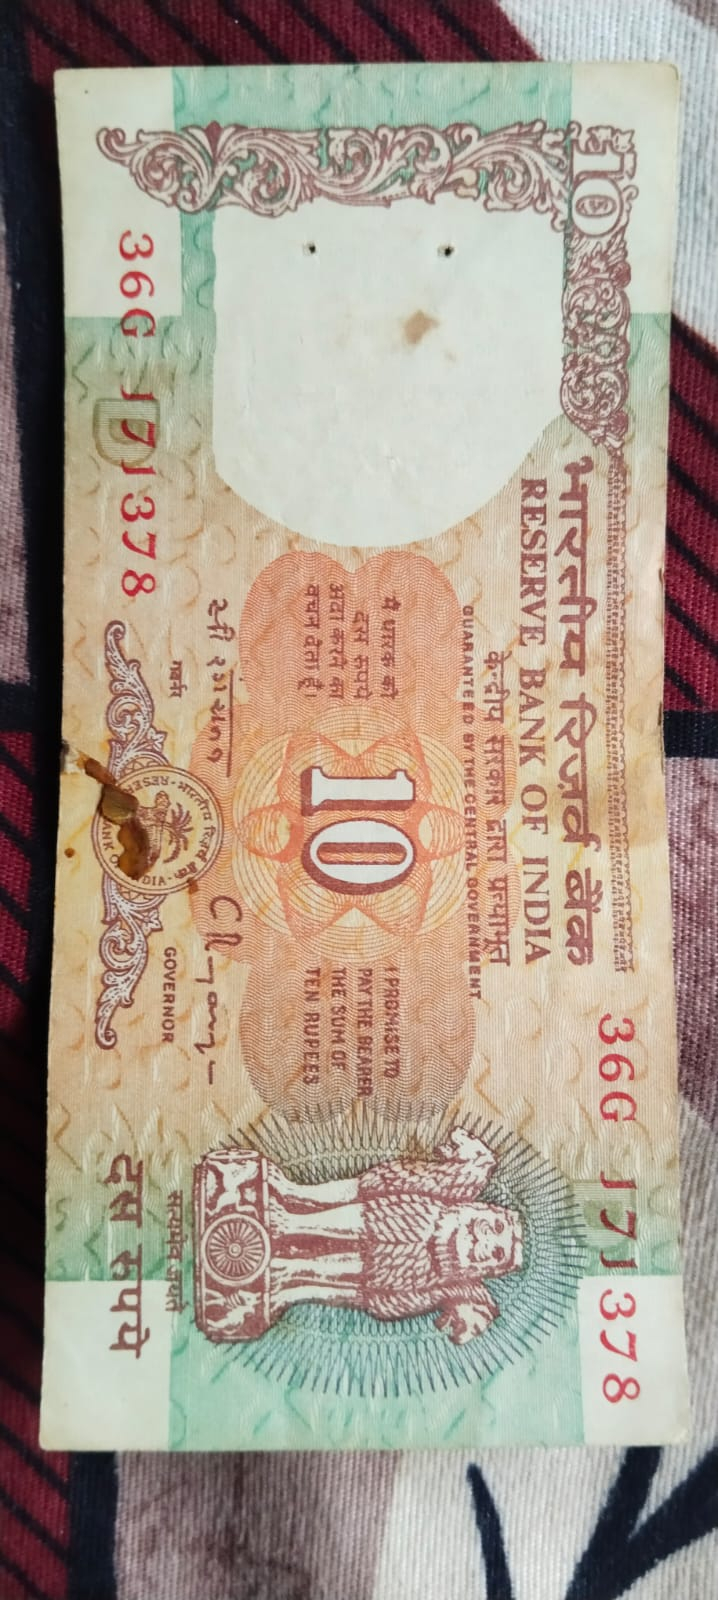 10
भारतीय रिज़र्व बैंक
RESERVE BANK OF INDIA
36G 171378
केन्द्रीय सरकार द्वारा प्रत्याभूत
GUARANTEED BY THE CENTRAL GOVERNMENT
मैं धारक को
दस रुपये
अदा करने का
वचन देता हूँ।
10
I PROMISE TO
PAY THE BEARER
THE SUM OF
TEN RUPEES
गवर्नर
GOVERNOR
सत्यमेव जयते
36G 171378
भारतीय रिज़र्व बैंक
दस रुपये